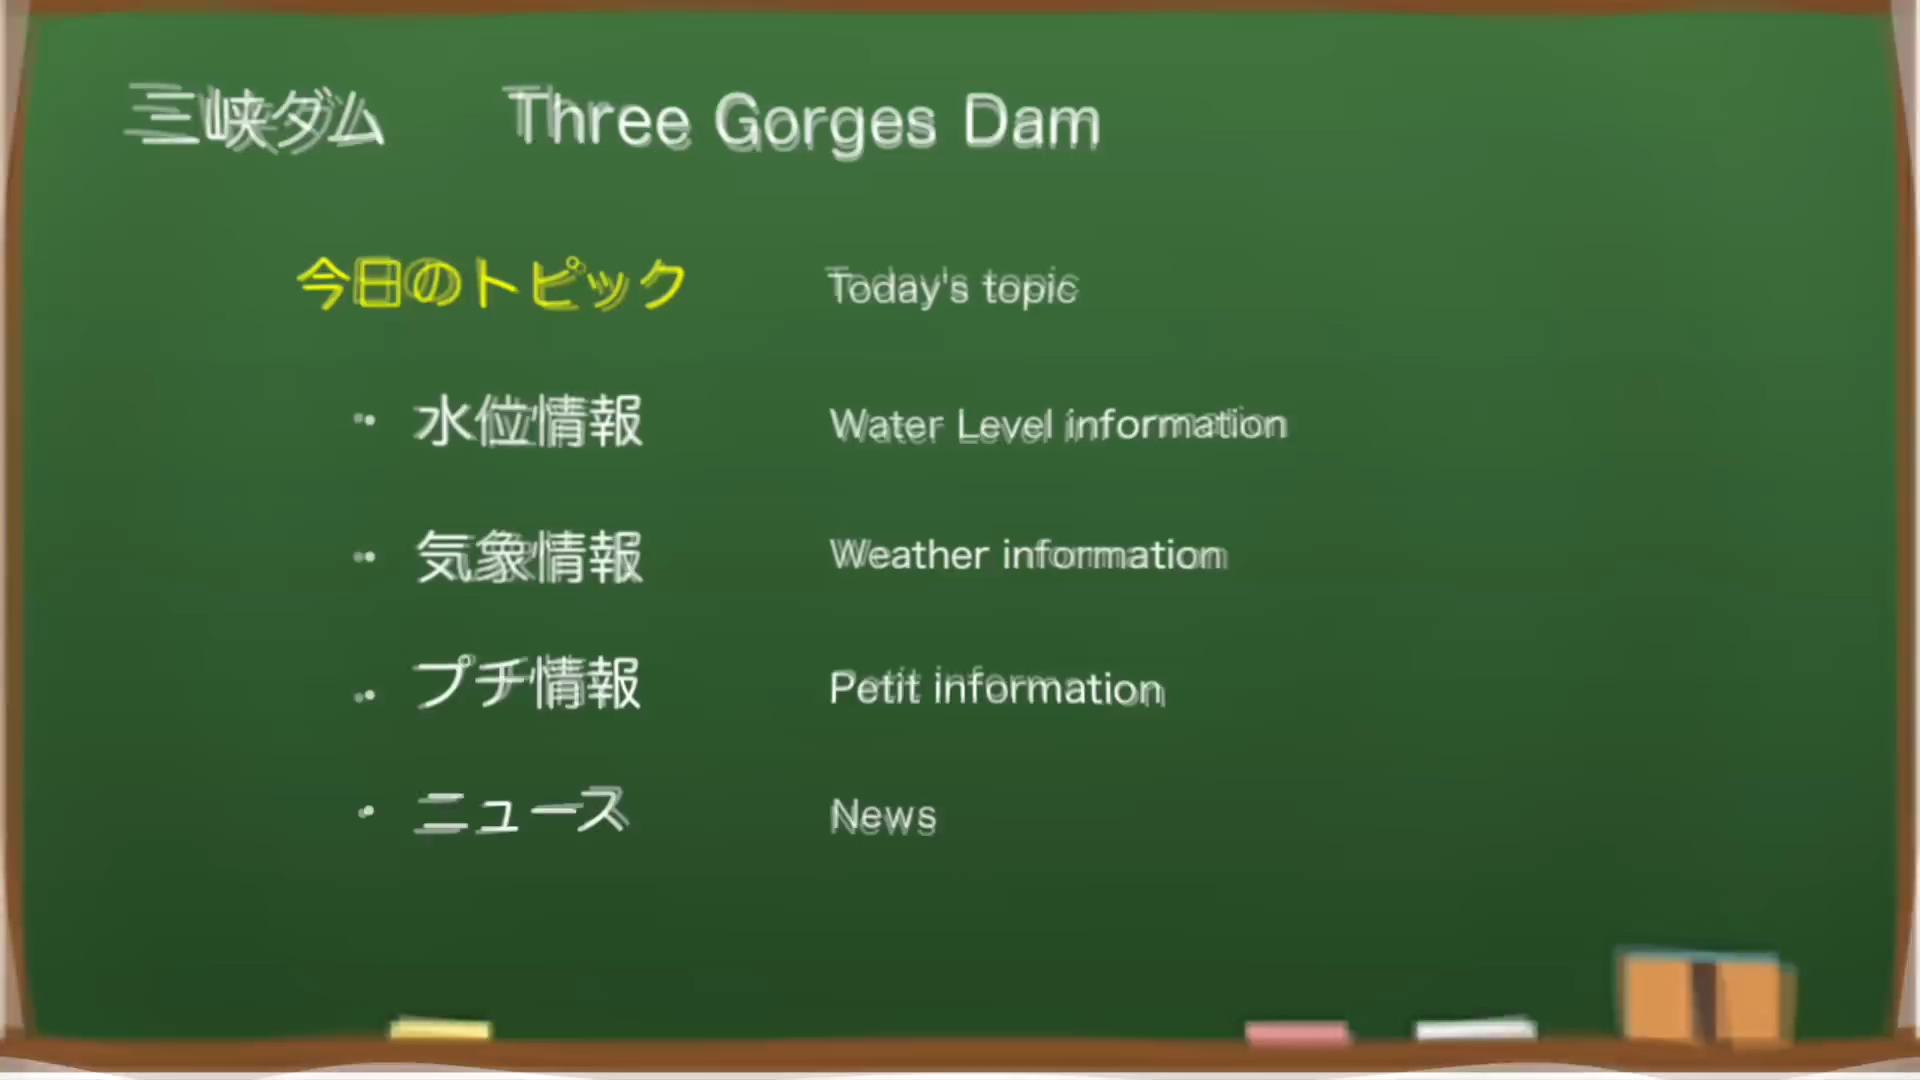 三峡ダム Three Gorges Dam
今日のトピック Today's topic
・水位情報 Water Level information
・気象情報 Weather information
・プチ情報 Petit information
・ニュース News